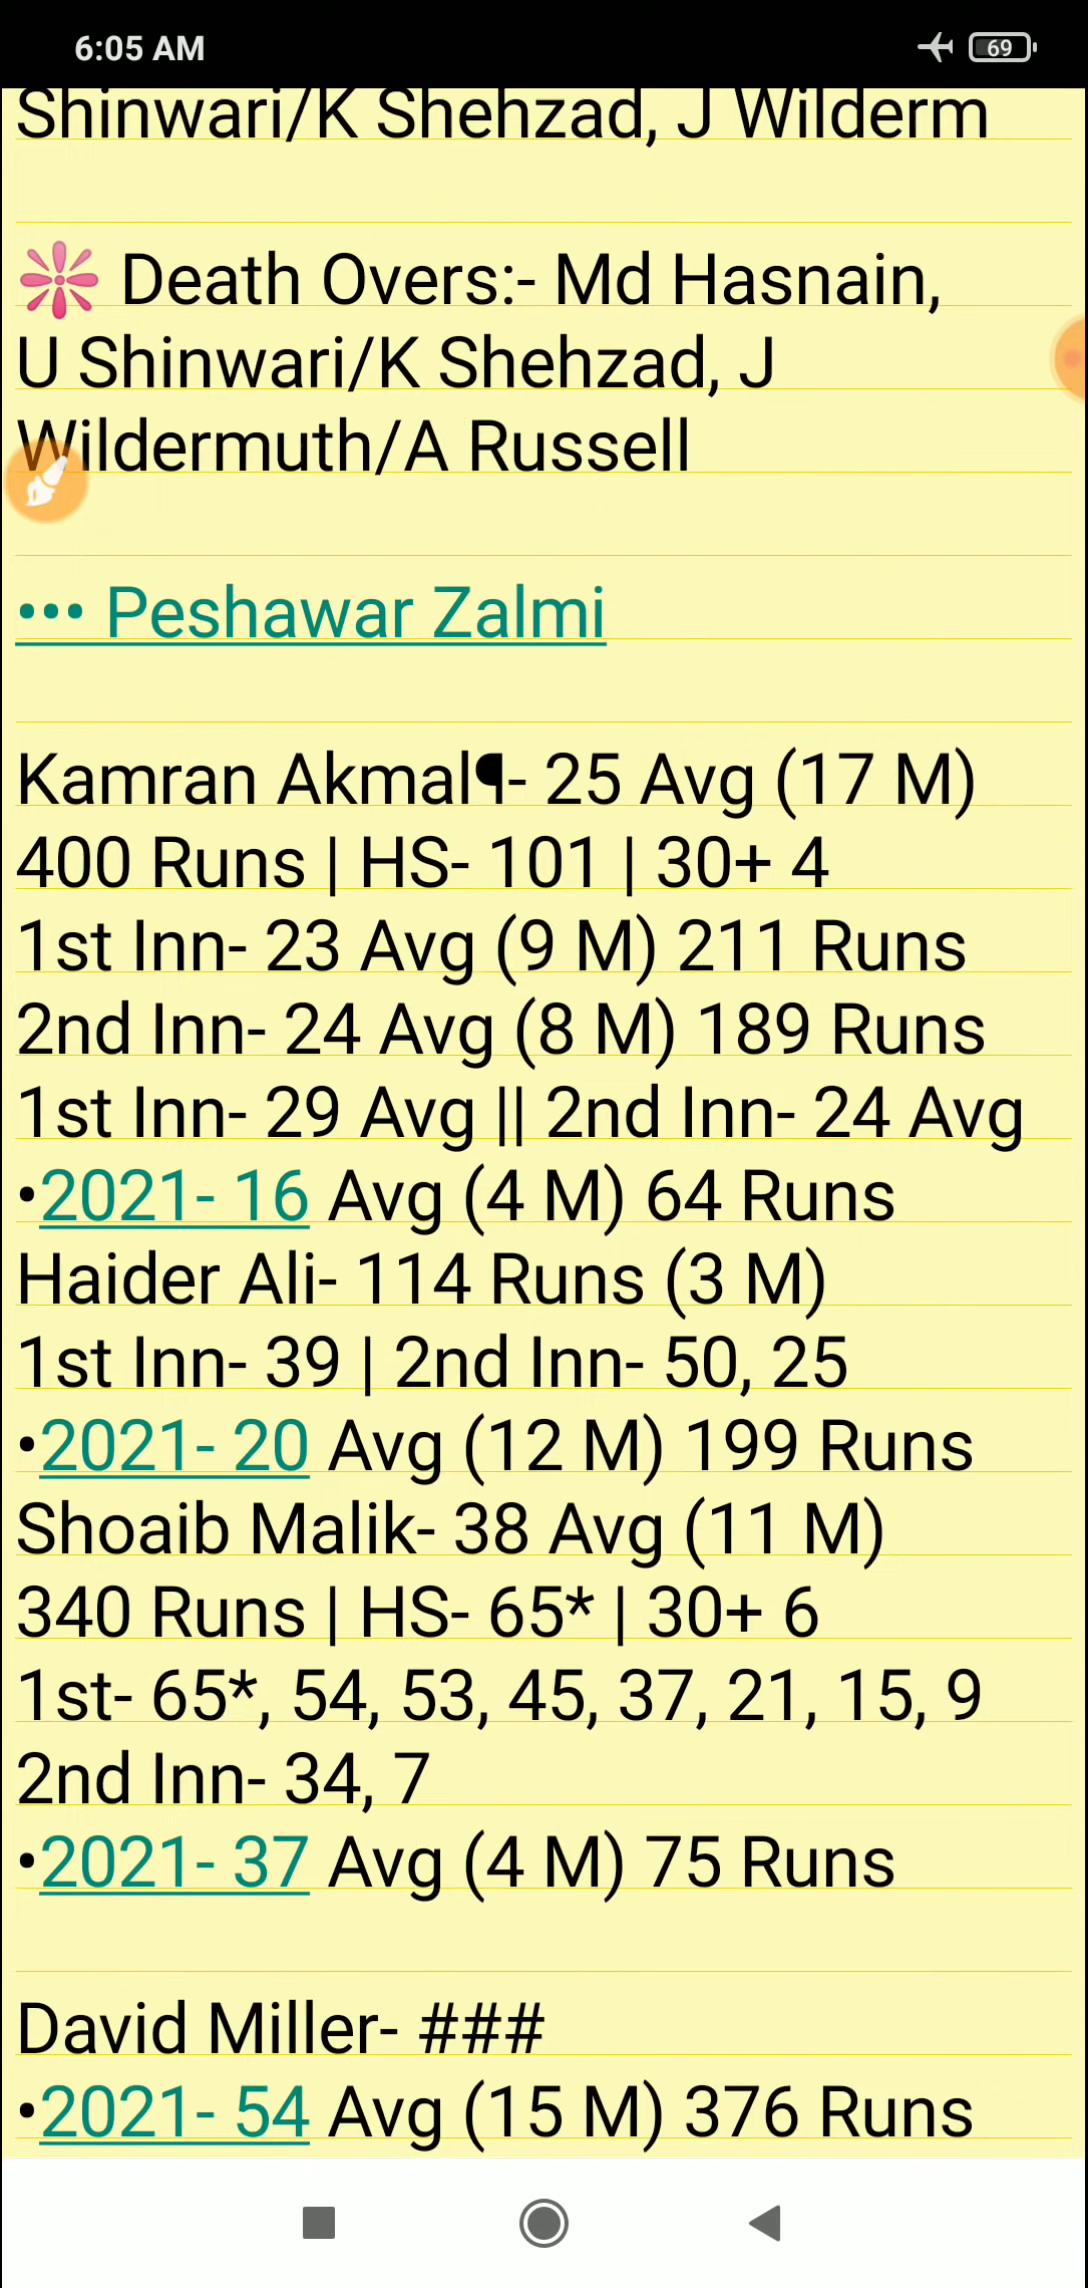 6:05 AM
69
Shinwari/K Shehzad, J Wilderm
Death Overs:- Md Hasnain,
U Shinwari/K Shehzad, J
Wildermuth/A Russell
••• Peshawar Zalmi
Kamran Akmal¶- 25 Avg (17 M)
400 Runs | HS- 101 | 30+ 4
1st Inn- 23 Avg (9 M) 211 Runs
2nd Inn- 24 Avg (8 M) 189 Runs
1st Inn- 29 Avg || 2nd Inn- 24 Avg
•2021- 16 Avg (4 M) 64 Runs
Haider Ali- 114 Runs (3 M)
1st Inn- 39 | 2nd Inn- 50, 25
•2021- 20 Avg (12 M) 199 Runs
Shoaib Malik- 38 Avg (11 M)
340 Runs | HS- 65* | 30+ 6
1st- 65*, 54, 53, 45, 37, 21, 15, 9
2nd Inn- 34, 7
•2021- 37 Avg (4 M) 75 Runs
David Miller- ###
•2021- 54 Avg (15 M) 376 Runs